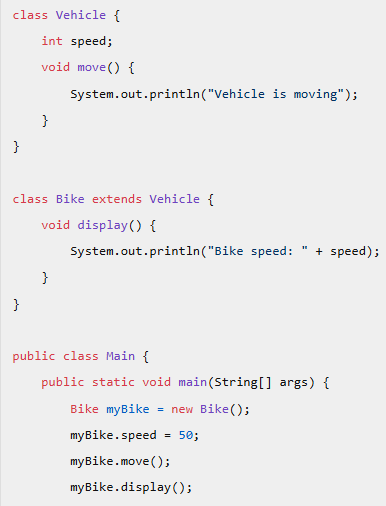 class Vehicle {
    int speed;
    void move() {
        System.out.println("Vehicle is moving");
    }
}

class Bike extends Vehicle {
    void display() {
        System.out.println("Bike speed: " + speed);
    }
}

public class Main {
    public static void main(String[] args) {
        Bike myBike = new Bike();
        myBike.speed = 50;
        myBike.move();
        myBike.display();